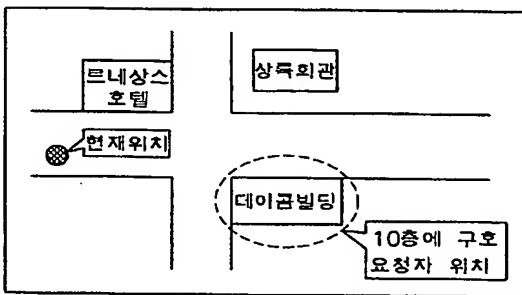 르네상스
호텔
상록회관
현재위치
데이콤빌딩
10층에 구호
요청자 위치